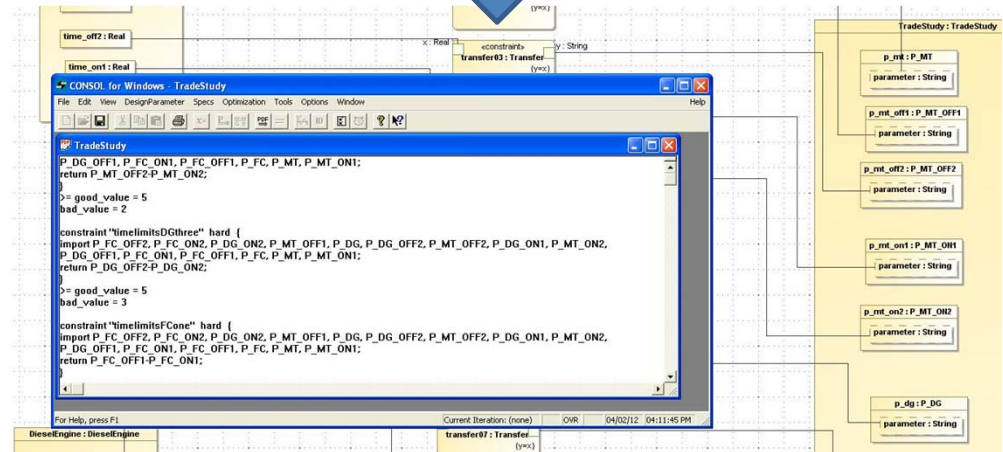 {y=x}
TradeStudy : TradeStudy
time_off2 : Real
x : Real
«constraint»
transfer03 : Transfer
{y=x}
y : String
time_on1 : Real
p_mt : P_MT
parameter : String
p_mt_off1 : P_MT_OFF1
parameter : String
p_mt_off2 : P_MT_OFF2
parameter : String
p_mt_on1 : P_MT_ON1
parameter : String
p_mt_on2 : P_MT_ON2
parameter : String
p_dg : P_DG
parameter : String
CONSOL for Windows - TradeStudy
File Edit View DesignParameter Specs Optimization Tools Options Window Help
TradeStudy
P_DG_OFF1, P_FC_ON1, P_FC_OFF1, P_FC, P_MT, P_MT_ON1;
return P_MT_OFF2-P_MT_ON2;
}
>= good_value = 5
bad_value = 2
constraint "timelimitsDGthree" hard {
import P_FC_OFF2, P_FC_ON2, P_DG_ON2, P_MT_OFF1, P_DG, P_DG_OFF2, P_MT_OFF2, P_DG_ON1, P_MT_ON2,
P_DG_OFF1, P_FC_ON1, P_FC_OFF1, P_FC, P_MT, P_MT_ON1;
return P_DG_OFF2-P_DG_ON2;
}
>= good_value = 5
bad_value = 3
constraint "timelimitsFCone" hard {
import P_FC_OFF2, P_FC_ON2, P_DG_ON2, P_MT_OFF1, P_DG, P_DG_OFF2, P_MT_OFF2, P_DG_ON1, P_MT_ON2,
P_DG_OFF1, P_FC_ON1, P_FC_OFF1, P_FC, P_MT, P_MT_ON1;
return P_FC_OFF1-P_FC_ON1;
}
For Help, press F1
Current Iteration: (none) OVR 04/02/12 04:11:45 PM
DieselEngine : DieselEngine
transfer07 : Transfer
{y=x}